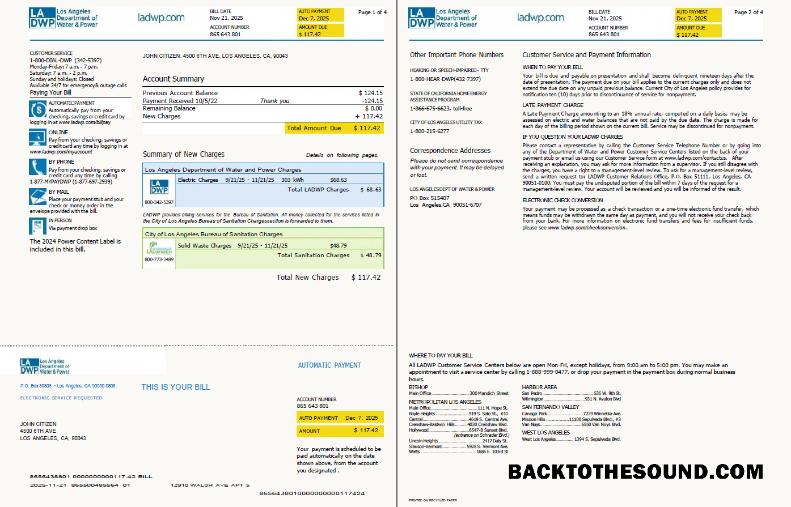 LA
DWP
Los Angeles
Department of
Water & Power
ladwp.com
BILL DATE
Nov 21, 2025
ACCOUNT NUMBER
865 643 801
AUTO PAYMENT
Dec 7, 2025
AMOUNT DUE
$ 117.42
Page 1 of 4
CUSTOMER SERVICE
1-800-DIAL-DWP (342-5397)
Monday-Friday: 7 a.m. - 7 p.m.
Saturday: 7 a.m. - 2 p.m.
Sunday and holidays: Closed
Available 24/7 for emergency& outage calls
Paying Your Bill
AUTOMATIC PAYMENT
Automatically pay from your
checking, savings or credit card by
logging in at www.ladwp.com/billpay
ONLINE
Pay from your checking, savings or
credit card any time by logging in at
www.ladwp.com/myaccount
BY PHONE
Pay from your checking, savings or
credit card any time by calling
1-877-MYPAYDWP (1-877-697-2939)
BY MAIL
Place your payment stub and your
check or money order in the
envelope provided with the bill.
IN PERSON
Via payment drop box
The 2024 Power Content Label is
included in this bill.
JOHN CITIZEN, 4500 6TH AVE, LOS ANGELES, CA, 90043
Account Summary
Previous Account Balance $ 124.15
Payment Received 10/5/22 Thank you -124.15
Remaining Balance $ 0.00
New Charges + 117.42
Total Amount Due $ 117.42
Summary of New Charges Details on following pages.
Los Angeles Department of Water and Power Charges
LA
DWP
800-342-5397
Electric Charges 9/21/25 - 11/21/25 300 kWh $68.63
Total LADWP Charges $ 68.63
LADWP provides billing services for the Bureau of Sanitation. All money collected for the services listed in
the City of Los Angeles Bureau of Sanitation Charges section is forwarded to them.
City of Los Angeles Bureau of Sanitation Charges
800-773-2489
Solid Waste Charges 9/21/25 - 11/21/25 $48.79
Total Sanitation Charges $ 48.79
Total New Charges $ 117.42
LA
DWP
Los Angeles
Department of
Water & Power
P.O. Box 30808 • Los Angeles, CA 90030-0808
ELECTRONIC SERVICE REQUESTED
THIS IS YOUR BILL
AUTOMATIC PAYMENT
ACCOUNT NUMBER
865 643 801
AUTO PAYMENT Dec 7, 2025
AMOUNT $ 117.42
Your payment is scheduled to be
paid automatically on the date
shown above, from the account
you designated .
JOHN CITIZEN
4500 6TH AVE
LOS ANGELES, CA, 90043
12910 WALSH AVE APT 5
86564380100000000117424
LA
DWP
Los Angeles
Department of
Water & Power
ladwp.com
BILL DATE
Nov 21, 2025
ACCOUNT NUMBER
865 643 801
AUTO PAYMENT
Dec 7, 2025
AMOUNT DUE
$ 117.42
Page 2 of 4
Other Important Phone Numbers
HEARING OR SPEECH-IMPAIRED- TTY
1-800-HEAR-DWP(432-7397)
STATE OF CALIFORNIA HOME ENERGY
ASSISTANCE PROGRAM
1-866-675-6623, toll-free
CITY OF LOS ANGELES UTILITY TAX
1-800-215-6277
Correspondence Addresses
Please do not send correspondence
with your payment. It may be delayed
or lost.
LOS ANGELES DEPT OF WATER & POWER
PO Box 515407
Los Angeles, CA 90051-5707
Customer Service and Payment Information
WHEN TO PAY YOUR BILL
Your bill is due and payable on presentation and shall become delinquent nineteen days after the
date of presentation. The payment due on your bill applies to the current charges only and does not
extend the due date on any unpaid previous balance. Current City of Los Angeles policy provides for
notification ten (10) days prior to discontinuance of service for nonpayment.
LATE PAYMENT CHARGE
A Late Payment Charge amounting to an 18% annual rate, computed on a daily basis, may be
assessed on electric and water balances that are not paid by the due date. The charge is made for
each day of the billing period shown on the current bill. Service may be discontinued for nonpayment.
IF YOU QUESTION YOUR CHARGES
Please contact a representative by calling the Customer Service Telephone Number or by going into
any of the Department of Water and Power Customer Service Centers listed on the back of your
payment stub or email us using our Customer Service form at www.ladwp.com/contactus. After
discussion with our representative, you may ask for more information from a supervisor. If you still disagree with
the charges, you have a right to a management-level review. To ask for a management-level review,
send a written request to: LADWP Customer Relations Office, P.O. Box 51111, Los Angeles, CA
90051-0100. You must pay the undisputed portion of the bill within 7 days of the request for a
management-level review. Your account will be reviewed and you will be informed of the result.
ELECTRONIC CHECK CONVERSION
Your payment may be processed as a check transaction or a one-time electronic fund transfer, which
means funds may be withdrawn the same day as payment, and you will not receive your check back
from your bank. For more information on electronic fund transfers and fees for insufficient funds,
please see www.ladwp.com/checkconversion.
WHERE TO PAY YOUR BILL
All LADWP Customer Service Centers below are open Mon-Fri, except holidays, from 9:00 am to 5:00 pm. You may make an
appointment to visit a service center by calling 1-888-999-0477, or drop your payment in the payment box during normal business
hours.
BISHOP
Main Office 300 Mandich Street
METROPOLITAN LOS ANGELES
Main Office 111 N. Hope St.
Central 4619 S. Central Ave.
Crenshaw-Baldwin Hills 4030 Crenshaw Blvd.
Hollywood 6547-B Sunset Blvd.
(entrance on Schrader Blvd.)
Lincoln Heights 2417 Daly St.
Slauson-Vermont 5928 S. Vermont Ave.
Watts 1686 E. 103rd St
HARBOR AREA
San Pedro 535 W. 9th St.
Wilmington 931 N. Avalon Blvd
SAN FERNANDO VALLEY
Canoga Park 7229 Winnetka Ave.
Mission Hills 11100 Sepulveda Blvd., #3
Van Nuys 5550 Van Nuys Blvd.
WEST LOS ANGELES
West Los Angeles 1394 S. Sepulveda Blvd.
BACKTOTHESOUND.COM
PRINTED ON RECYCLED PAPER